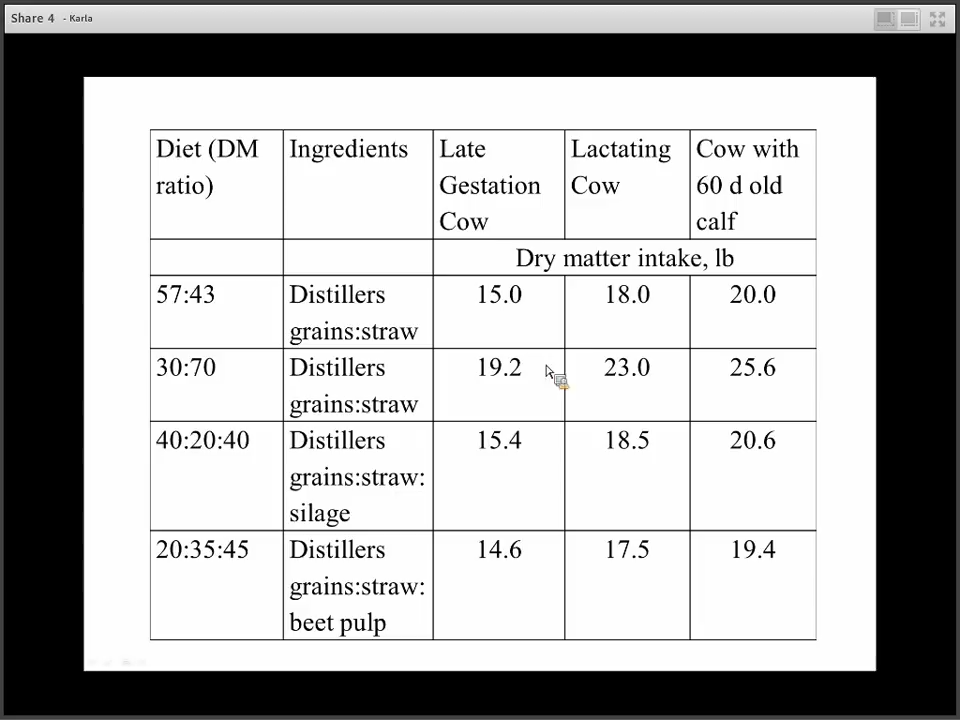 Share 4 - Karla
Diet (DM ratio) Ingredients Late Gestation Cow Lactating Cow Cow with 60 d old calf
Dry matter intake, lb
57:43 Distillers grains:straw 15.0 18.0 20.0
30:70 Distillers grains:straw 19.2 23.0 25.6
40:20:40 Distillers grains:straw: silage 15.4 18.5 20.6
20:35:45 Distillers grains:straw: beet pulp 14.6 17.5 19.4